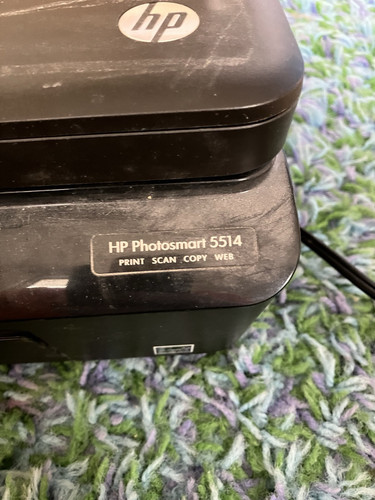 hp
HP Photosmart 5514
PRINT SCAN COPY WEB